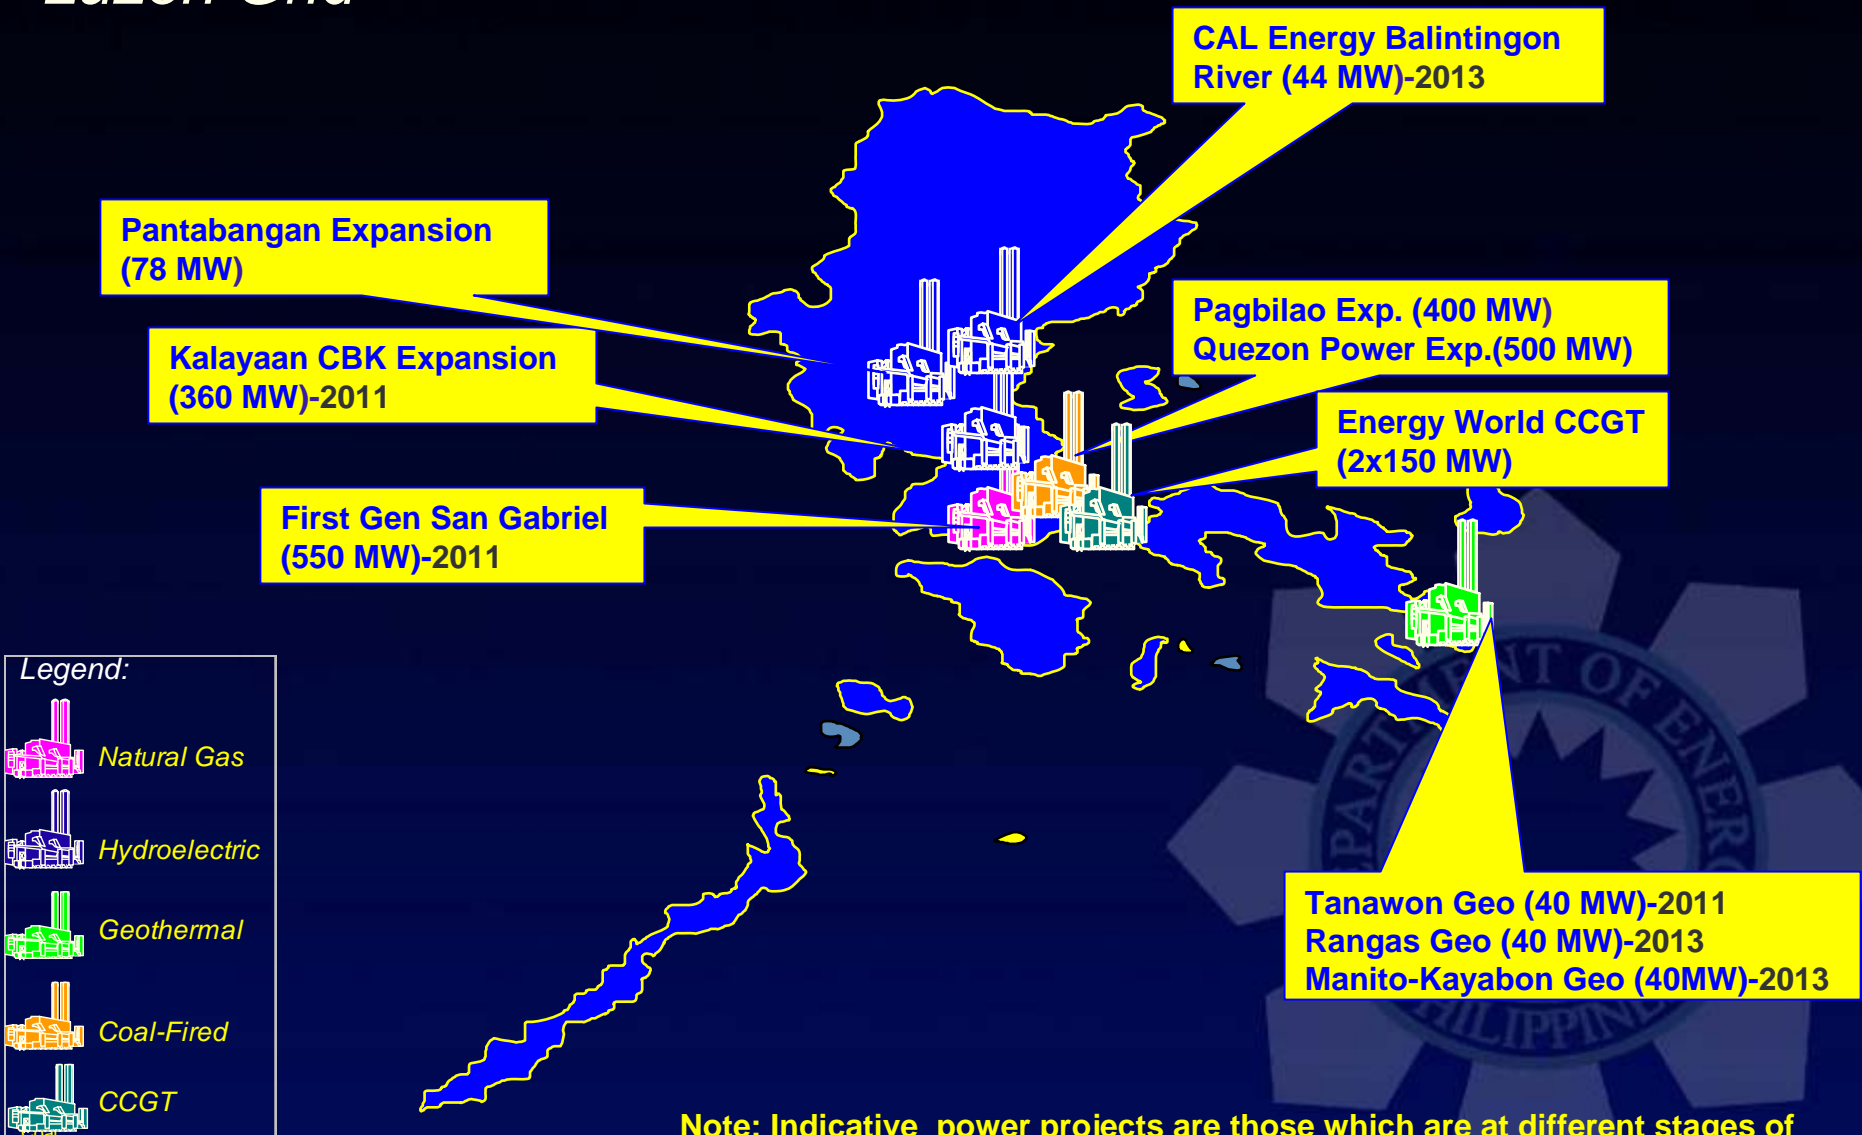 Luzon Grid
CAL Energy Balintingon
River (44 MW)-2013
Pantabangan Expansion
(78 MW)
Pagbilao Exp. (400 MW)
Quezon Power Exp.(500 MW)
Kalayaan CBK Expansion
(360 MW)-2011
Energy World CCGT
(2x150 MW)
First Gen San Gabriel
(550 MW)-2011
Tanawon Geo (40 MW)-2011
Rangas Geo (40 MW)-2013
Manito-Kayabon Geo (40MW)-2013
Legend:
Natural Gas
Hydroelectric
Geothermal
Coal-Fired
CCGT
Note: Indicative power projects are those which are at different stages of